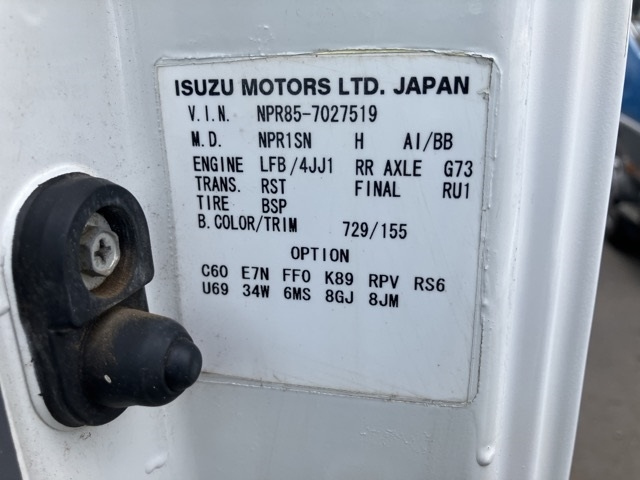 ISUZU MOTORS LTD. JAPAN
V.I.N. NPR85-7027519
M.D. NPR1SN H AI/BB
ENGINE LFB/4JJ1 RR AXLE G73
TRANS. RST FINAL RU1
TIRE BSP
B.COLOR/TRIM 729/155
OPTION
C60 E7N FF0 K89 RPV RS6
U69 34W 6MS 8GJ 8JM